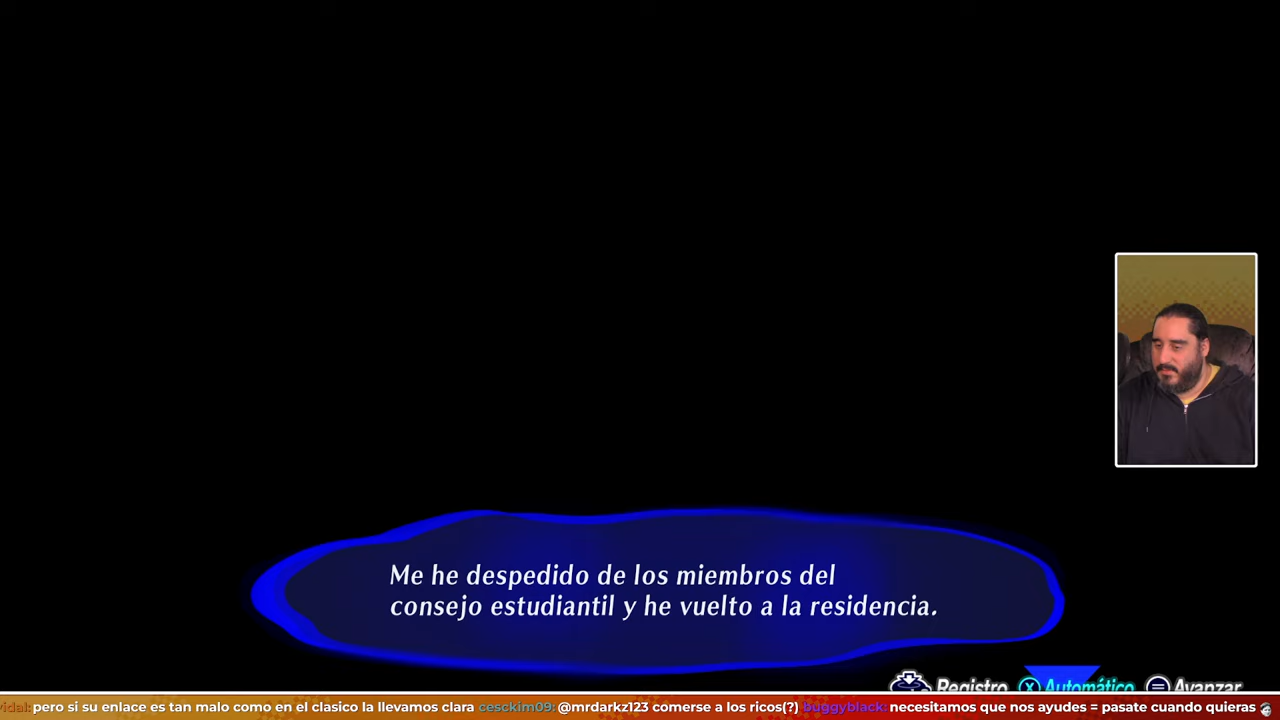 Me he despedido de los miembros del
consejo estudiantil y he vuelto a la residencia.
Registro Automático Avanzar
vidal: pero si su enlace es tan malo como en el clasico la llevamos clara cesckim09: @mrdarkz123 comerse a los ricos(?) buggyblack: necesitamos que nos ayudes = pasate cuando quieras